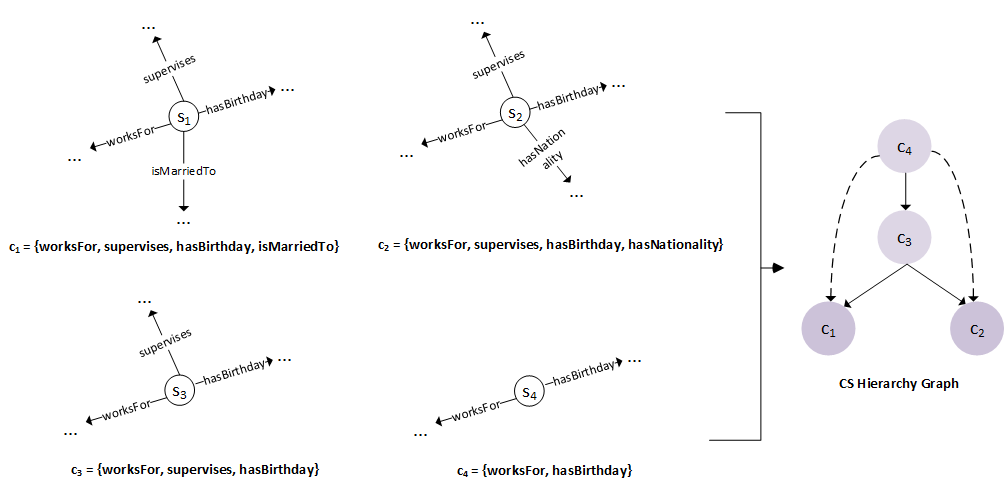 ...
supervises
S1
hasBirthday
...
worksFor
...
isMarriedTo
...
c1 = {worksFor, supervises, hasBirthday, isMarriedTo}
...
supervises
S2
hasBirthday
...
worksFor
...
hasNation
ality
...
c2 = {worksFor, supervises, hasBirthday, hasNationality}
...
supervises
S3
hasBirthday
...
worksFor
...
c3 = {worksFor, supervises, hasBirthday}
S4
hasBirthday
...
worksFor
...
c4 = {worksFor, hasBirthday}
C4
C3
C1
C2
CS Hierarchy Graph